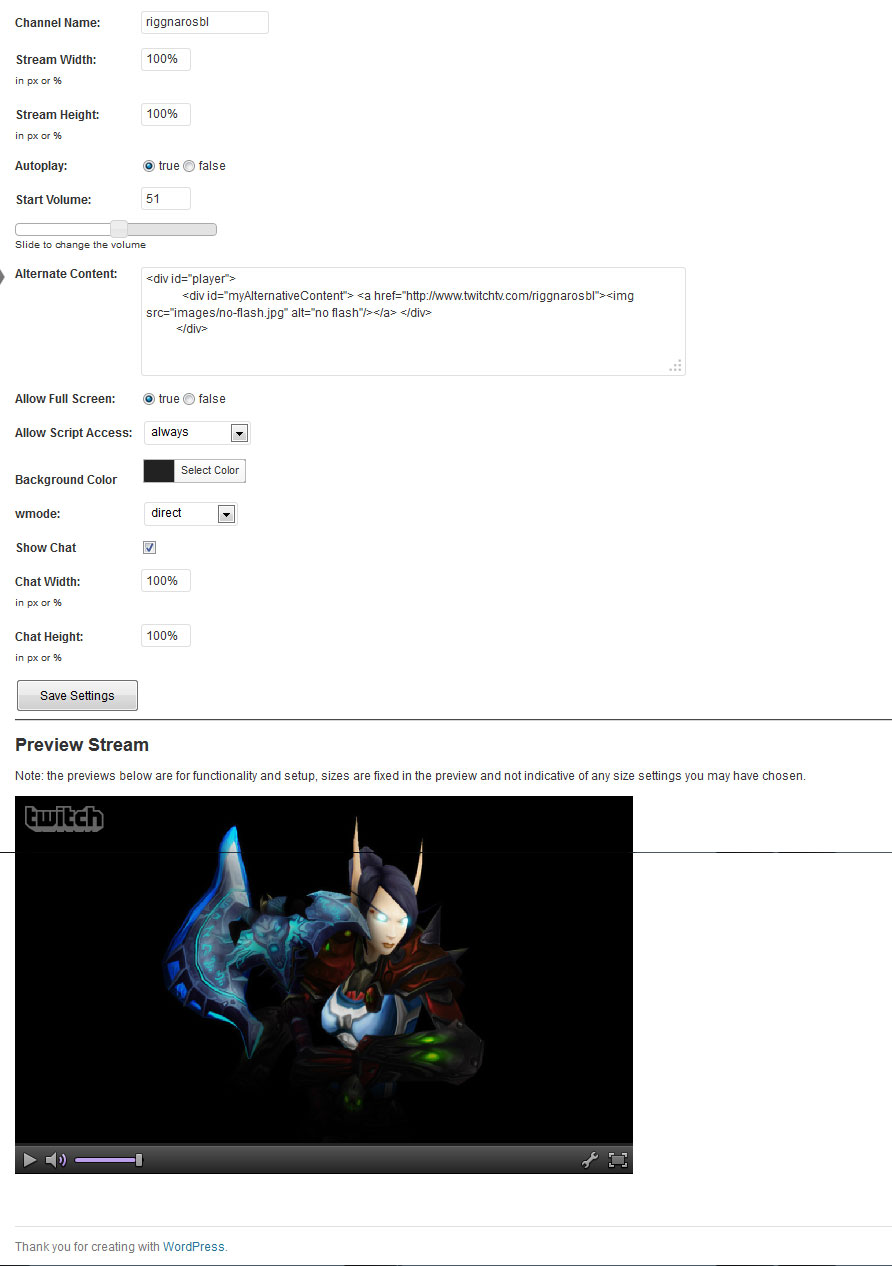 Channel Name: riggnarosbl
Stream Width: 100%
in px or %
Stream Height: 100%
in px or %
Autoplay: true false
Start Volume: 51
Slide to change the volume
Alternate Content: <div id="player">
<div id="myAlternativeContent"> <a href="http://www.twitchtv.com/riggnarosbl"><img
src="images/no-flash.jpg" alt="no flash"/></a> </div>
</div>
Allow Full Screen: true false
Allow Script Access: always
Background Color Select Color
wmode: direct
Show Chat
Chat Width: 100%
in px or %
Chat Height: 100%
in px or %
Save Settings
Preview Stream
Note: the previews below are for functionality and setup, sizes are fixed in the preview and not indicative of any size settings you may have chosen.
twitch
Thank you for creating with WordPress.